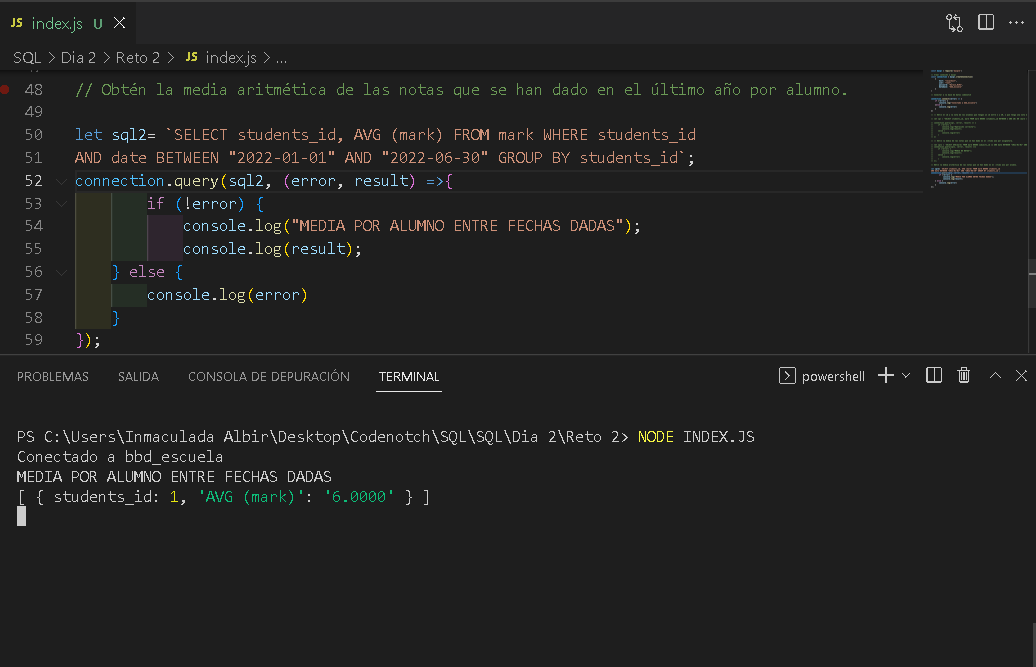 JS index.js U
SQL > Dia 2 > Reto 2 > JS index.js > ...
48 // Obtén la media aritmética de las notas que se han dado en el último año por alumno.
49
50 let sql2= `SELECT students_id, AVG (mark) FROM mark WHERE students_id
51 AND date BETWEEN "2022-01-01" AND "2022-06-30" GROUP BY students_id`;
52 connection.query(sql2, (error, result) =>{
53 if (!error) {
54 console.log("MEDIA POR ALUMNO ENTRE FECHAS DADAS");
55 console.log(result);
56 } else {
57 console.log(error)
58 }
59 });
PROBLEMAS SALIDA CONSOLA DE DEPURACIÓN TERMINAL powershell
PS C:\Users\Inmaculada Albir\Desktop\Codenotch\SQL\SQL\Dia 2\Reto 2> NODE INDEX.JS
Conectado a bbd_escuela
MEDIA POR ALUMNO ENTRE FECHAS DADAS
[ { students_id: 1, 'AVG (mark)': '6.0000' } ]